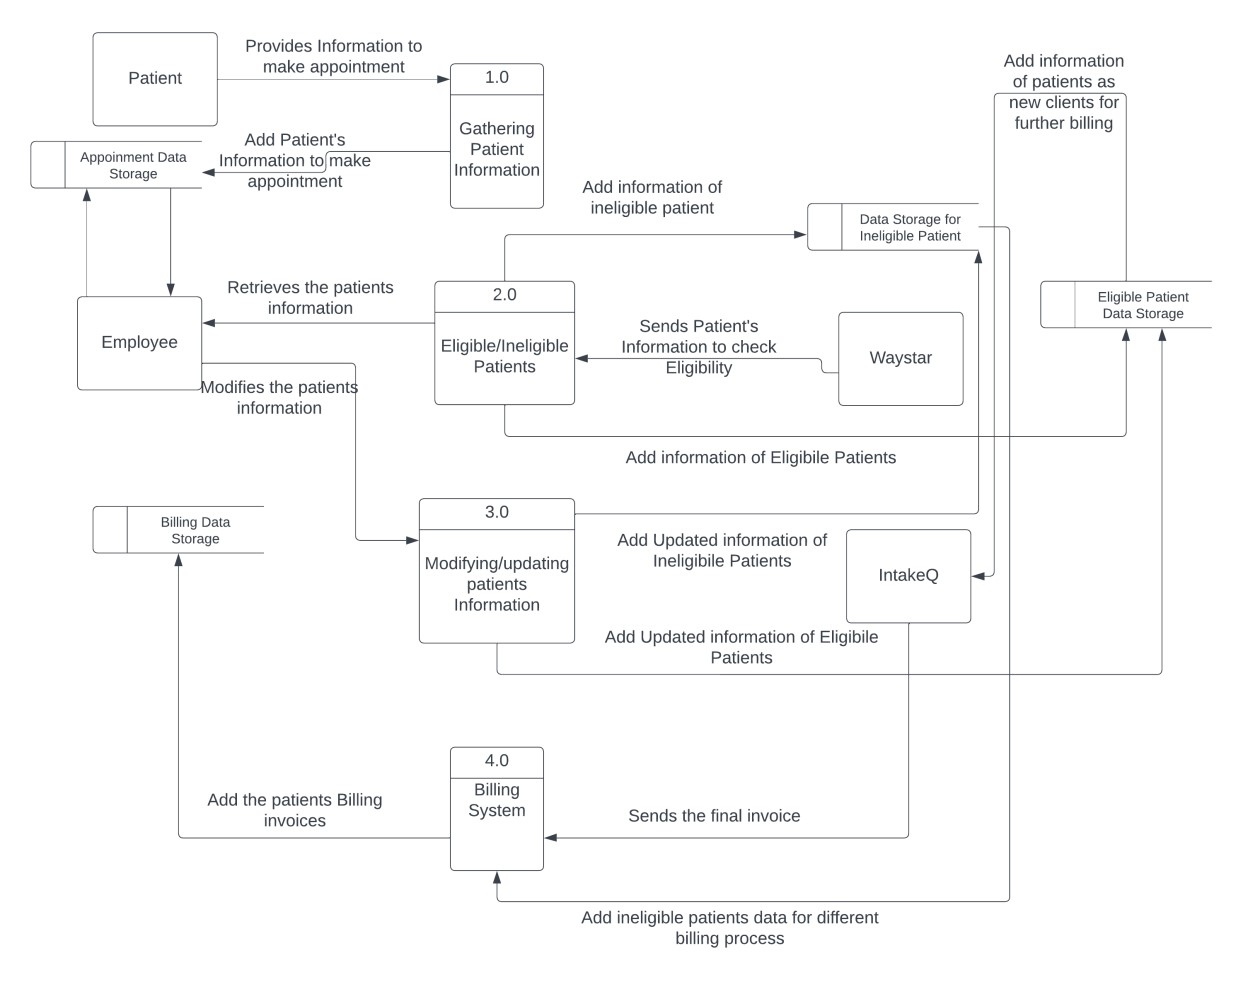 Patient
Provides Information to
make appointment
1.0
Gathering
Patient
Information
Add information
of patients as
new clients for
further billing
Appoinment Data
Storage
Add Patient's
Information to make
appointment
Add information of
ineligible patient
Data Storage for
Ineligible Patient
Retrieves the patients
information
2.0
Eligible/Ineligible
Patients
Sends Patient's
Information to check
Eligibility
Waystar
Eligible Patient
Data Storage
Employee
Modifies the patients
information
Add information of Eligibile Patients
Billing Data
Storage
3.0
Modifying/updating
patients
Information
Add Updated information of
Ineligibile Patients
IntakeQ
Add Updated information of Eligibile
Patients
4.0
Billing
System
Add the patients Billing
invoices
Sends the final invoice
Add ineligible patients data for different
billing process